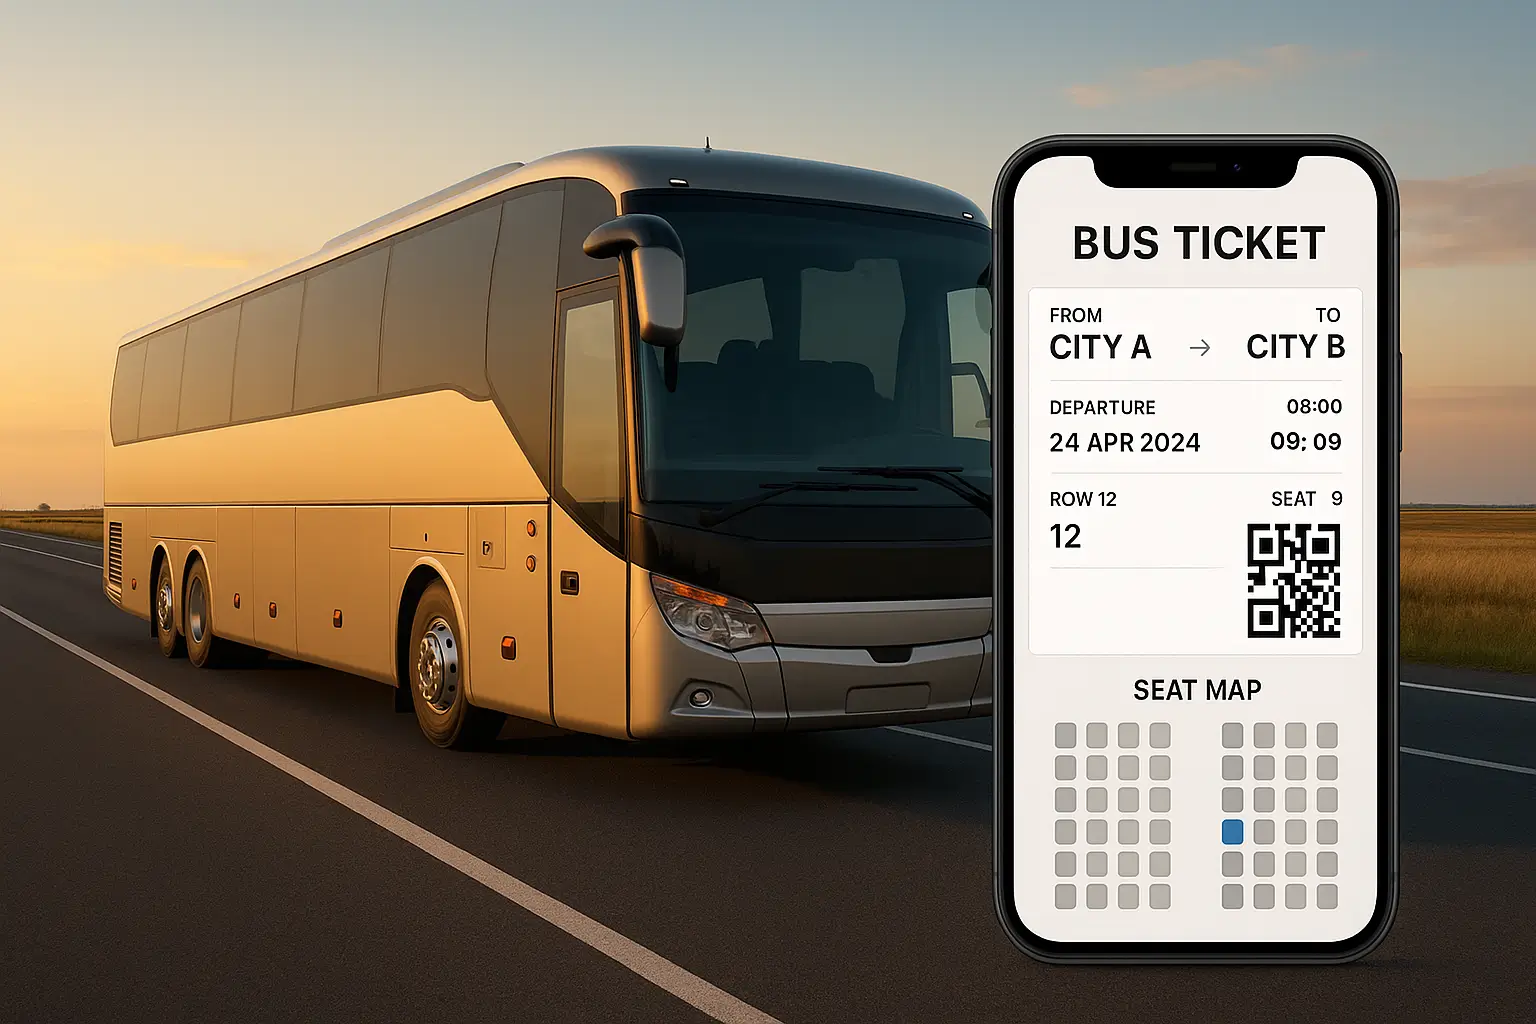 BUS TICKET
FROM TO
CITY A → CITY B
DEPARTURE 08:00
24 APR 2024 09:09
ROW 12 SEAT 9
12
SEAT MAP